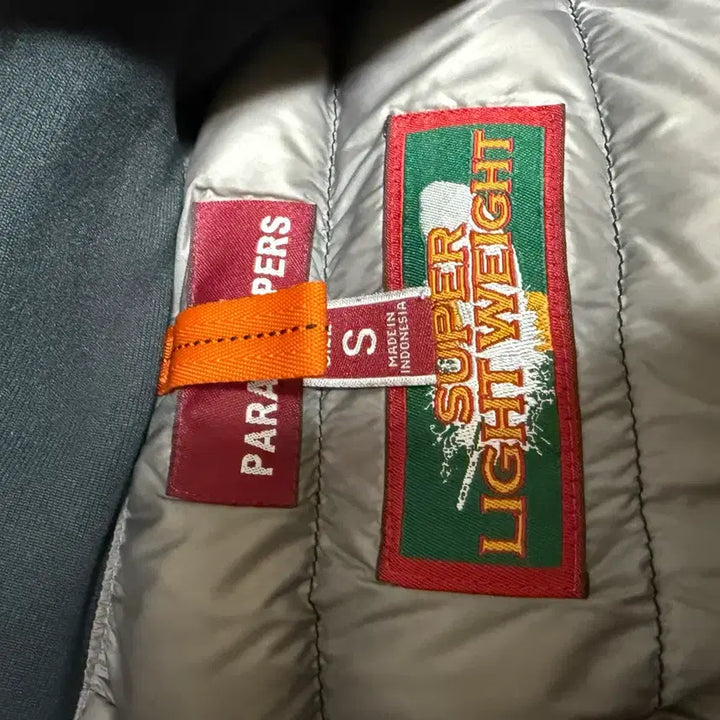 PARA PERS
S
MADE IN
INDONESIA
SUPER
LIGHT WEIGHT